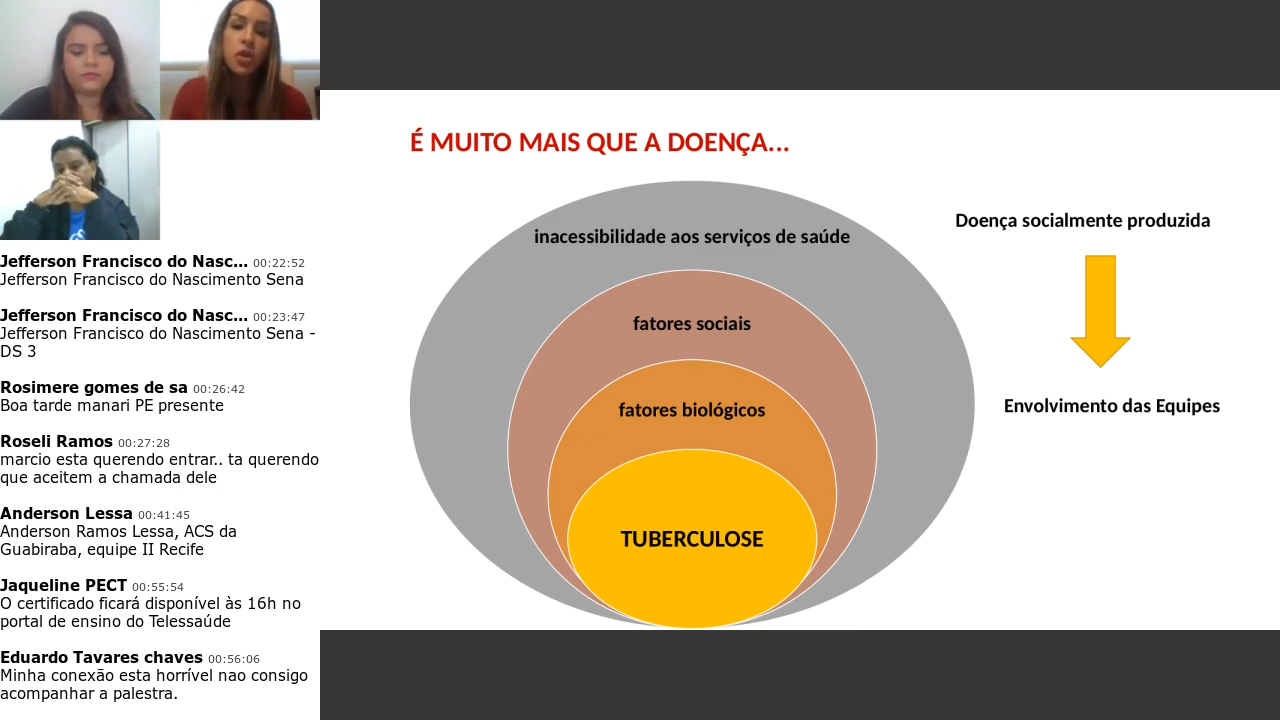 Jefferson Francisco do Nasc... 00:22:52
Jefferson Francisco do Nascimento Sena
Jefferson Francisco do Nasc... 00:23:47
Jefferson Francisco do Nascimento Sena -
DS 3
Rosimere gomes de sa 00:26:42
Boa tarde manari PE presente
Roseli Ramos 00:27:28
marcio esta querendo entrar.. ta querendo
que aceitem a chamada dele
Anderson Lessa 00:41:45
Anderson Ramos Lessa, ACS da
Guabiraba, equipe II Recife
Jaqueline PECT 00:55:54
O certificado ficará disponível às 16h no
portal de ensino do Telessaúde
Eduardo Tavares chaves 00:56:06
Minha conexão esta horrível nao consigo
acompanhar a palestra.
É MUITO MAIS QUE A DOENÇA...
inacessibilidade aos serviços de saúde
fatores sociais
fatores biológicos
TUBERCULOSE
Doença socialmente produzida
Envolvimento das Equipes